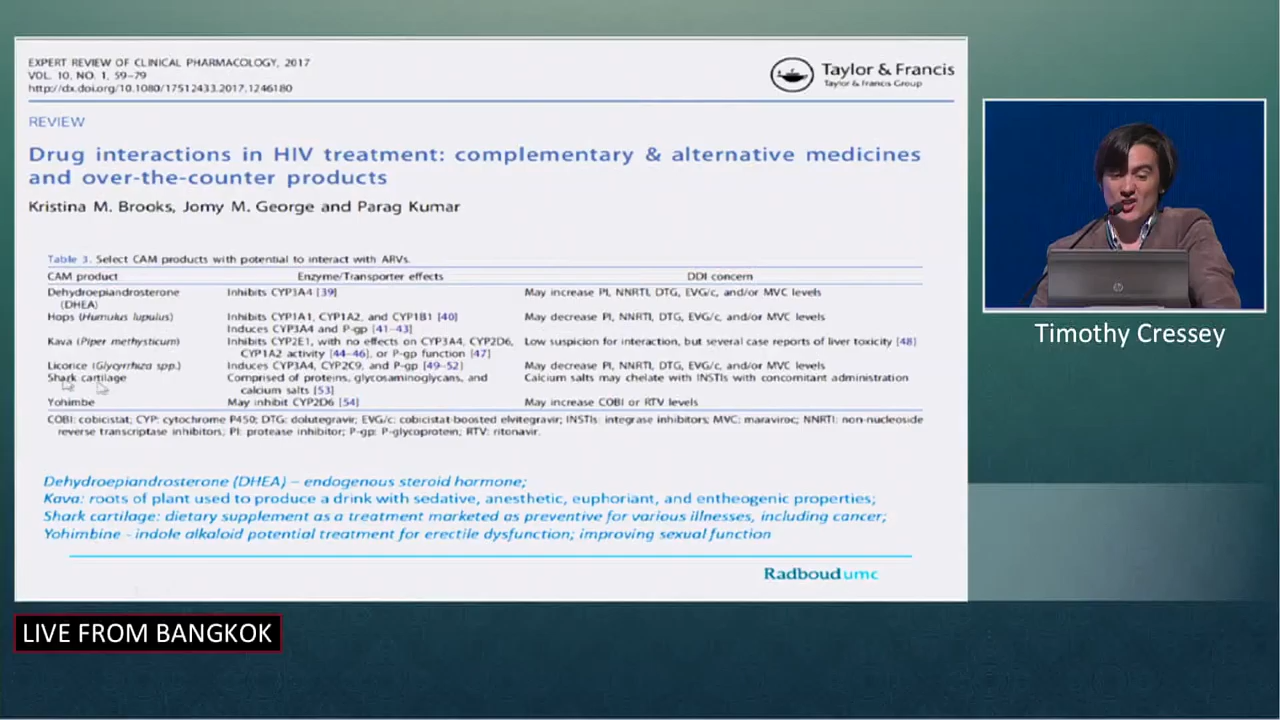 EXPERT REVIEW OF CLINICAL PHARMACOLOGY, 2017
VOL. 10, NO. 1, 59–79
http://dx.doi.org/10.1080/17512433.2017.1246180
Taylor & Francis
Taylor & Francis Group
REVIEW
Drug interactions in HIV treatment: complementary & alternative medicines
and over-the-counter products
Kristina M. Brooks, Jomy M. George and Parag Kumar
Table 3. Select CAM products with potential to interact with ARVs.
CAM product Enzyme/Transporter effects DDI concern
Dehydroepiandrosterone Inhibits CYP3A4 [39] May increase PI, NNRTI, DTG, EVG/c, and/or MVC levels
(DHEA)
Hops (Humulus lupulus) Inhibits CYP1A1, CYP1A2, and CYP1B1 [40] May decrease PI, NNRTI, DTG, EVG/c, and/or MVC levels
Induces CYP3A4 and P-gp [41–43]
Kava (Piper methysticum) Inhibits CYP2E1, with no effects on CYP3A4, CYP2D6, Low suspicion for interaction, but several case reports of liver toxicity [48]
CYP1A2 activity [44–46], or P-gp function [47]
Licorice (Glycyrrhiza spp.) Induces CYP3A4, CYP2C9, and P-gp [49–52] May decrease PI, NNRTI, DTG, EVG/c, and/or MVC levels
Shark cartilage Comprised of proteins, glycosaminoglycans, and Calcium salts may chelate with INSTIs with concomitant administration
calcium salts [53]
Yohimbe May inhibit CYP2D6 [54] May increase COBI or RTV levels
COBI: cobicistat; CYP: cytochrome P450; DTG: dolutegravir; EVG/c: cobicistat-boosted elvitegravir; INSTIs: integrase inhibitors; MVC: maraviroc; NNRTI: non-nucleoside
reverse transcriptase inhibitors; PI: protease inhibitor; P-gp: P-glycoprotein; RTV: ritonavir.
Dehydroepiandrosterone (DHEA) – endogenous steroid hormone;
Kava: roots of plant used to produce a drink with sedative, anesthetic, euphoriant, and entheogenic properties;
Shark cartilage: dietary supplement as a treatment marketed as preventive for various illnesses, including cancer;
Yohimbine - indole alkaloid potential treatment for erectile dysfunction; improving sexual function
Radboudumc
Timothy Cressey
LIVE FROM BANGKOK
hp